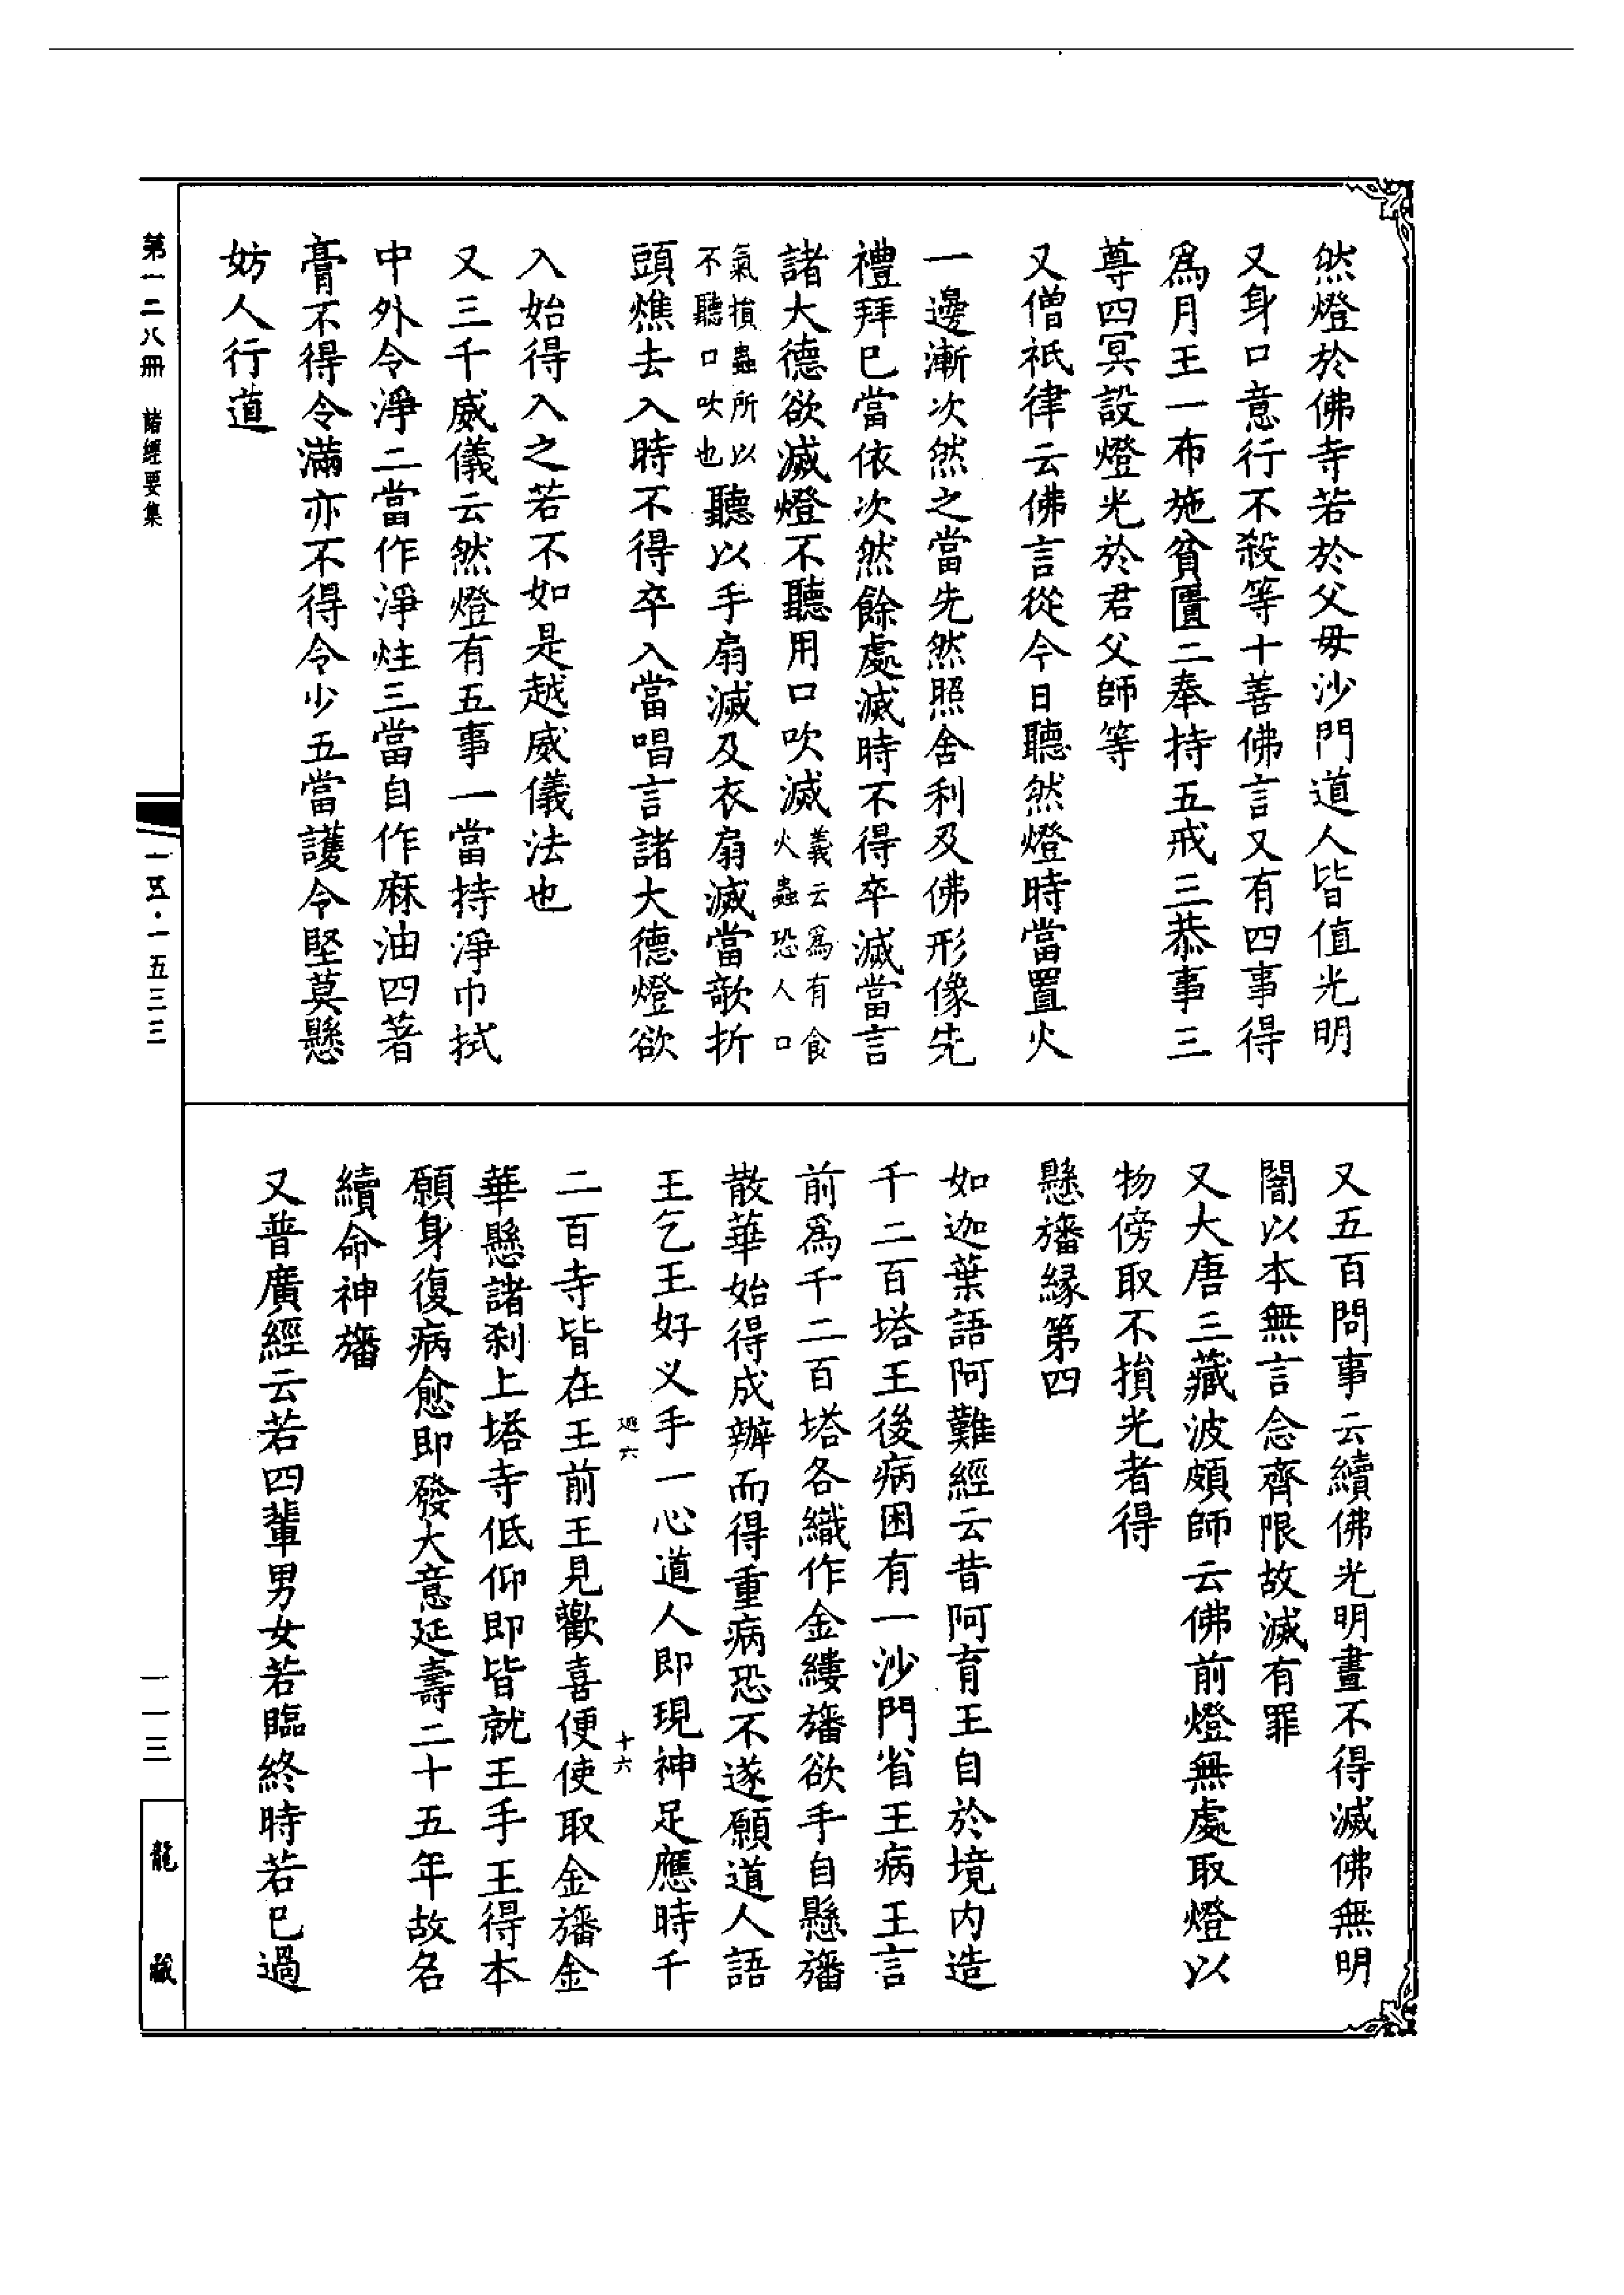 然燈於佛寺若於父毋沙門道人皆值光明
又身口意行不殺等十善佛言又有四事得
爲月王一布施貧匱二奉持五戒三恭事三
尊四冥設燈光於君父師等
又僧祇律云佛言從今日聽然燈時當置火
一邊漸次然之當先然照舍利及佛形像先
禮拜已當依次然餘處滅時不得卒滅當言
諸大德欲滅燈不聽用口吹滅義云爲有食火蟲恐人口
氣損蟲所以不聽口吹也聽以手扇滅及衣扇滅當敧折
頭燋去入時不得卒入當唱言諸大德燈欲
入始得入之若不如是越威儀法也
又三千威儀云然燈有五事一當持淨巾拭
中外令淨二當作淨炷三當自作麻油四著
膏不得令滿亦不得令少五當護令堅莫懸
妨人行道
又五百問事云續佛光明晝不得滅佛無明
闇以本無言念齊限故滅有罪
又大唐三藏波頗師云佛前燈無處取燈以
物傍取不損光者得
懸旛緣第四
如迦葉語阿難經云昔阿育王自於境内造
千二百塔王後病困有一沙門省王病王言
前爲千二百塔各織作金縷旛欲手自懸旛
散華始得成辦而得重病恐不遂願道人語
王乞王好义手一心道人即現神足應時千
六
十六
二百寺皆在王前王見歡喜便使取金旛金
華懸諸刹上塔寺低仰即皆就王手王得本
願身復病愈即發大意延壽二十五年故名
續命神旛
又普廣經云若四輩男女若臨終時若已過
第一二八冊 諸經要集
一五·一五三三
一一三
龍藏